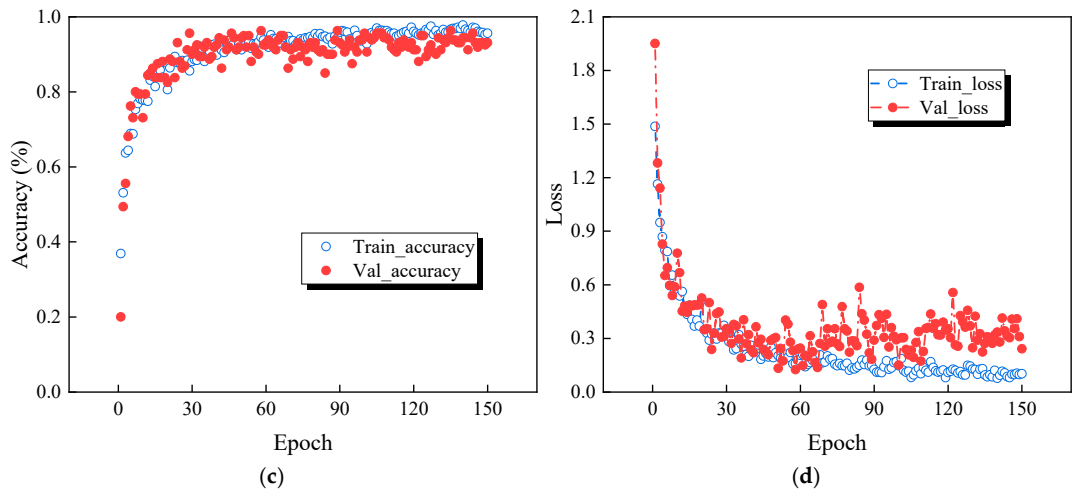 1.0
0.8
0.6
0.4
0.2
0.0
Accuracy (%)
Train_accuracy
Val_accuracy
0 30 60 90 120 150
Epoch
(c)
2.1
1.8
1.5
1.2
0.9
0.6
0.3
0.0
Loss
Train_loss
Val_loss
0 30 60 90 120 150
Epoch
(d)